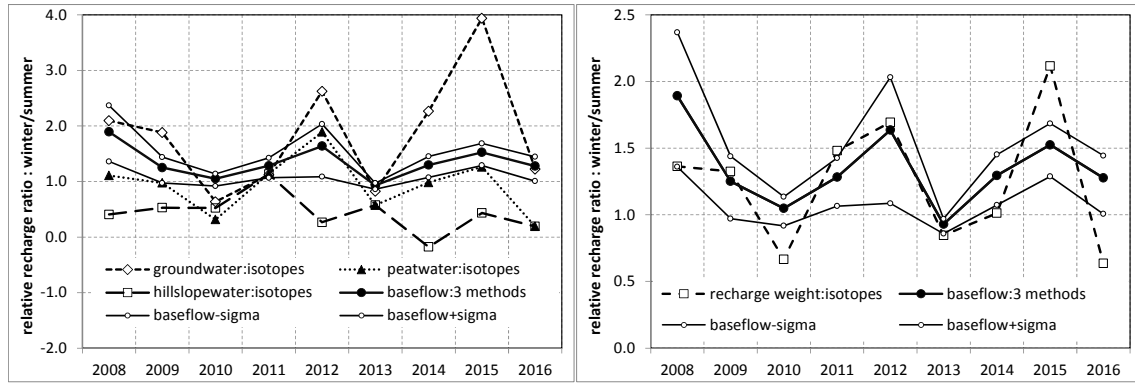 relative recharge ratio : winter/summer
4.0
3.0
2.0
1.0
0.0
-1.0
-2.0
groundwater:isotopes
peatwater:isotopes
hillslopewater:isotopes
baseflow:3 methods
baseflow-sigma
baseflow+sigma
2008 2009 2010 2011 2012 2013 2014 2015 2016
relative recharge ratio : winter/summer
2.5
2.0
1.5
1.0
0.5
0.0
recharge weight:isotopes
baseflow:3 methods
baseflow-sigma
baseflow+sigma
2008 2009 2010 2011 2012 2013 2014 2015 2016